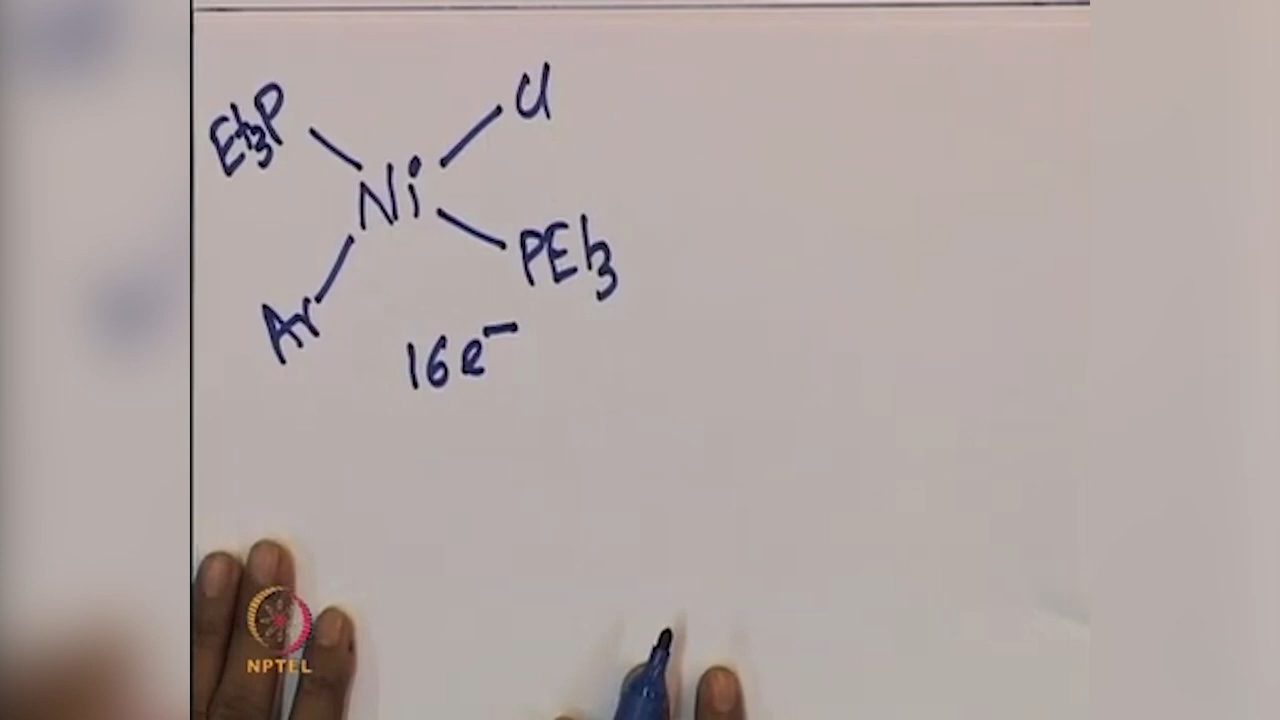 Et3P
Cl
Ni
PEt3
Ar
16e⁻
NPTEL